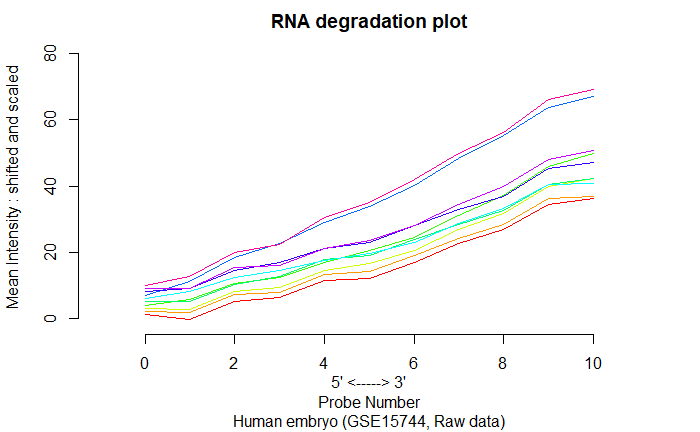 RNA degradation plot
Mean Intensity : shifted and scaled
80
60
40
20
0
0 2 4 6 8 10
5' <-----> 3'
Probe Number
Human embryo (GSE15744, Raw data)